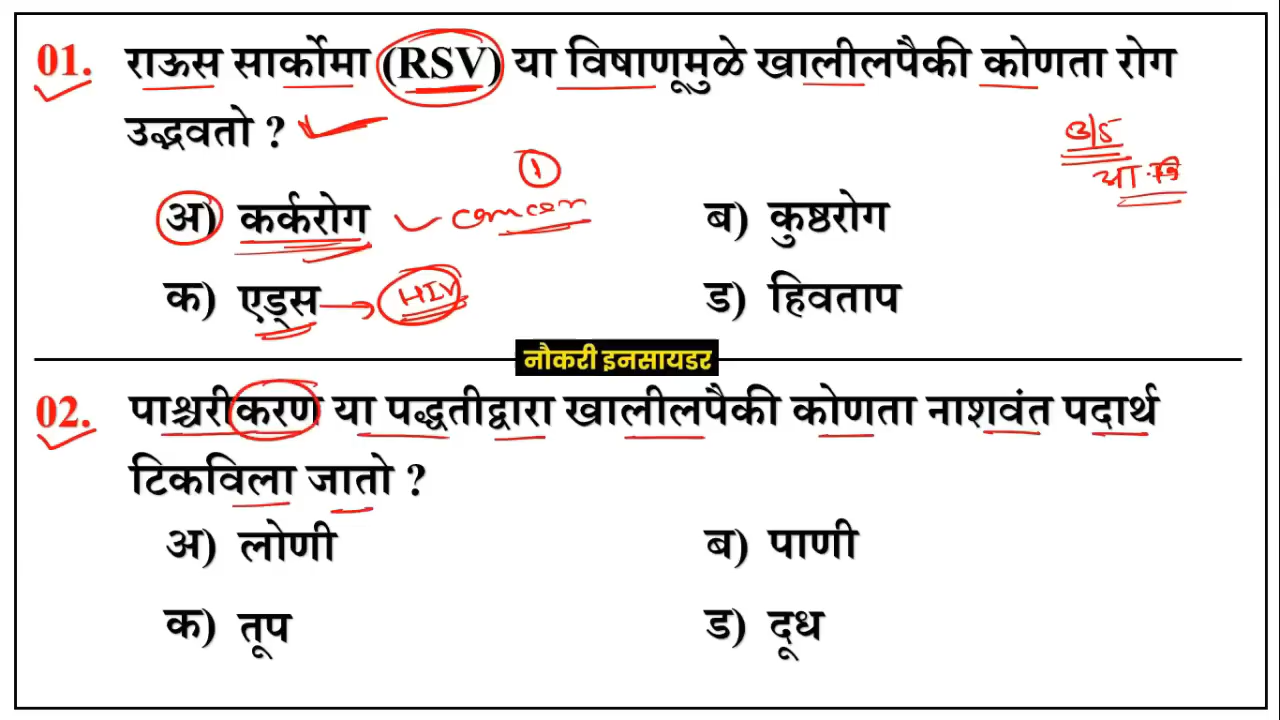 01. राऊस सार्कोमा (RSV) या विषाणूमुळे खालीलपैकी कोणता रोग
उद्भवतो ?
१
अ) कर्करोग cancer ब) कुष्ठरोग
क) एड्स HIV ड) हिवताप
नौकरी इनसायडर
02. पाश्चरीकरण या पद्धतीद्वारा खालीलपैकी कोणता नाशवंत पदार्थ
टिकविला जातो ?
अ) लोणी ब) पाणी
क) तूप ड) दूध